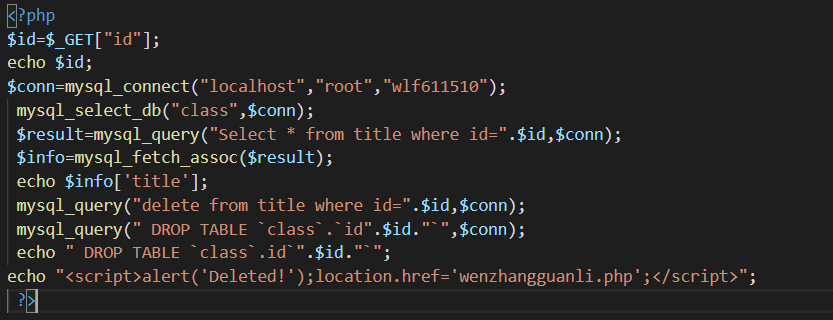 <?php
$id=$_GET["id"];
echo $id;
$conn=mysql_connect("localhost","root","wlf611510");
mysql_select_db("class",$conn);
$result=mysql_query("Select * from title where id=".$id,$conn);
$info=mysql_fetch_assoc($result);
echo $info['title'];
mysql_query("delete from title where id=".$id,$conn);
mysql_query(" DROP TABLE `class`.`id".$id."`",$conn);
echo " DROP TABLE `class`.id`".$id."`";
echo "<script>alert('Deleted!');location.href='wenzhangguanli.php';</script>";
?>